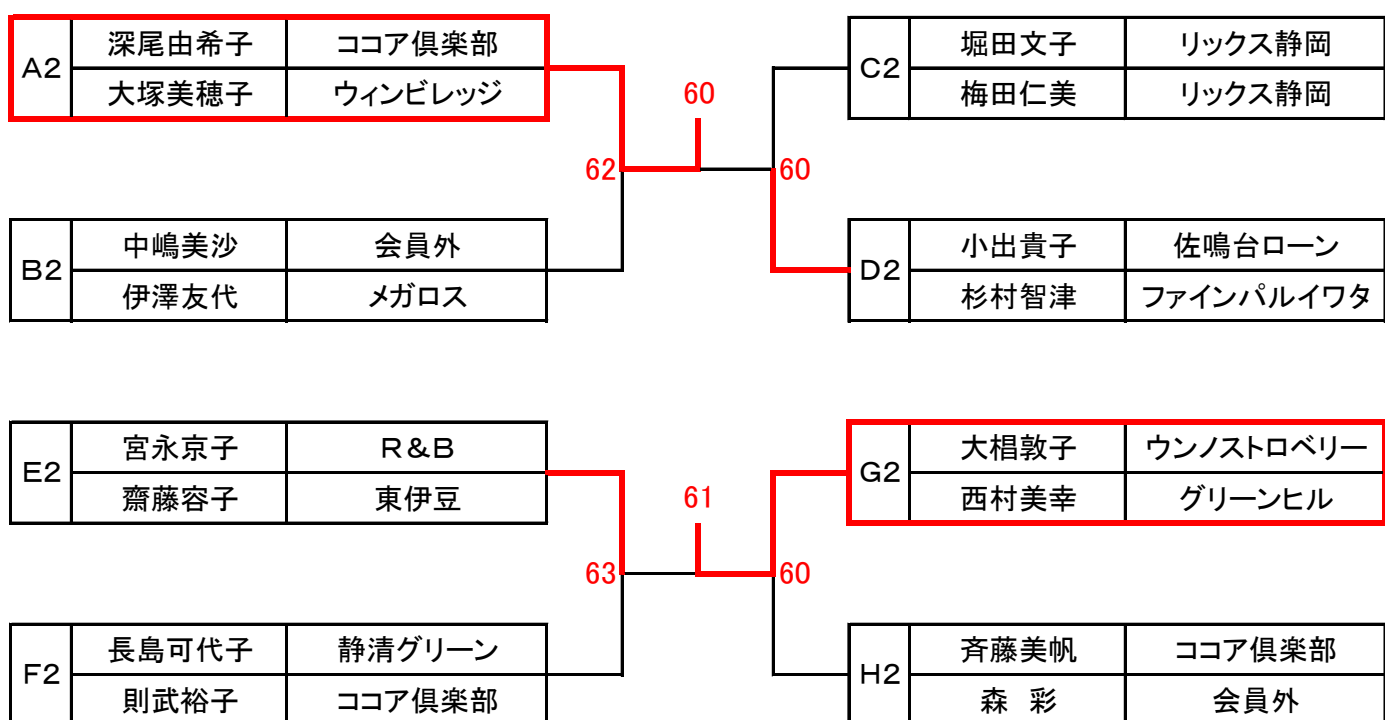 A2 深尾由希子 ココア倶楽部
大塚美穂子 ウィンビレッジ
60
C2 堀田文子 リックス静岡
梅田仁美 リックス静岡
62
60
B2 中嶋美沙 会員外
伊澤友代 メガロス
D2 小出貴子 佐鳴台ローン
杉村智津 ファインパルイワタ
E2 宮永京子 R&B
齋藤容子 東伊豆
61
G2 大椙敦子 ウンノストロベリー
西村美幸 グリーンヒル
63
60
F2 長島可代子 静清グリーン
則武裕子 ココア倶楽部
H2 斉藤美帆 ココア倶楽部
森 彩 会員外